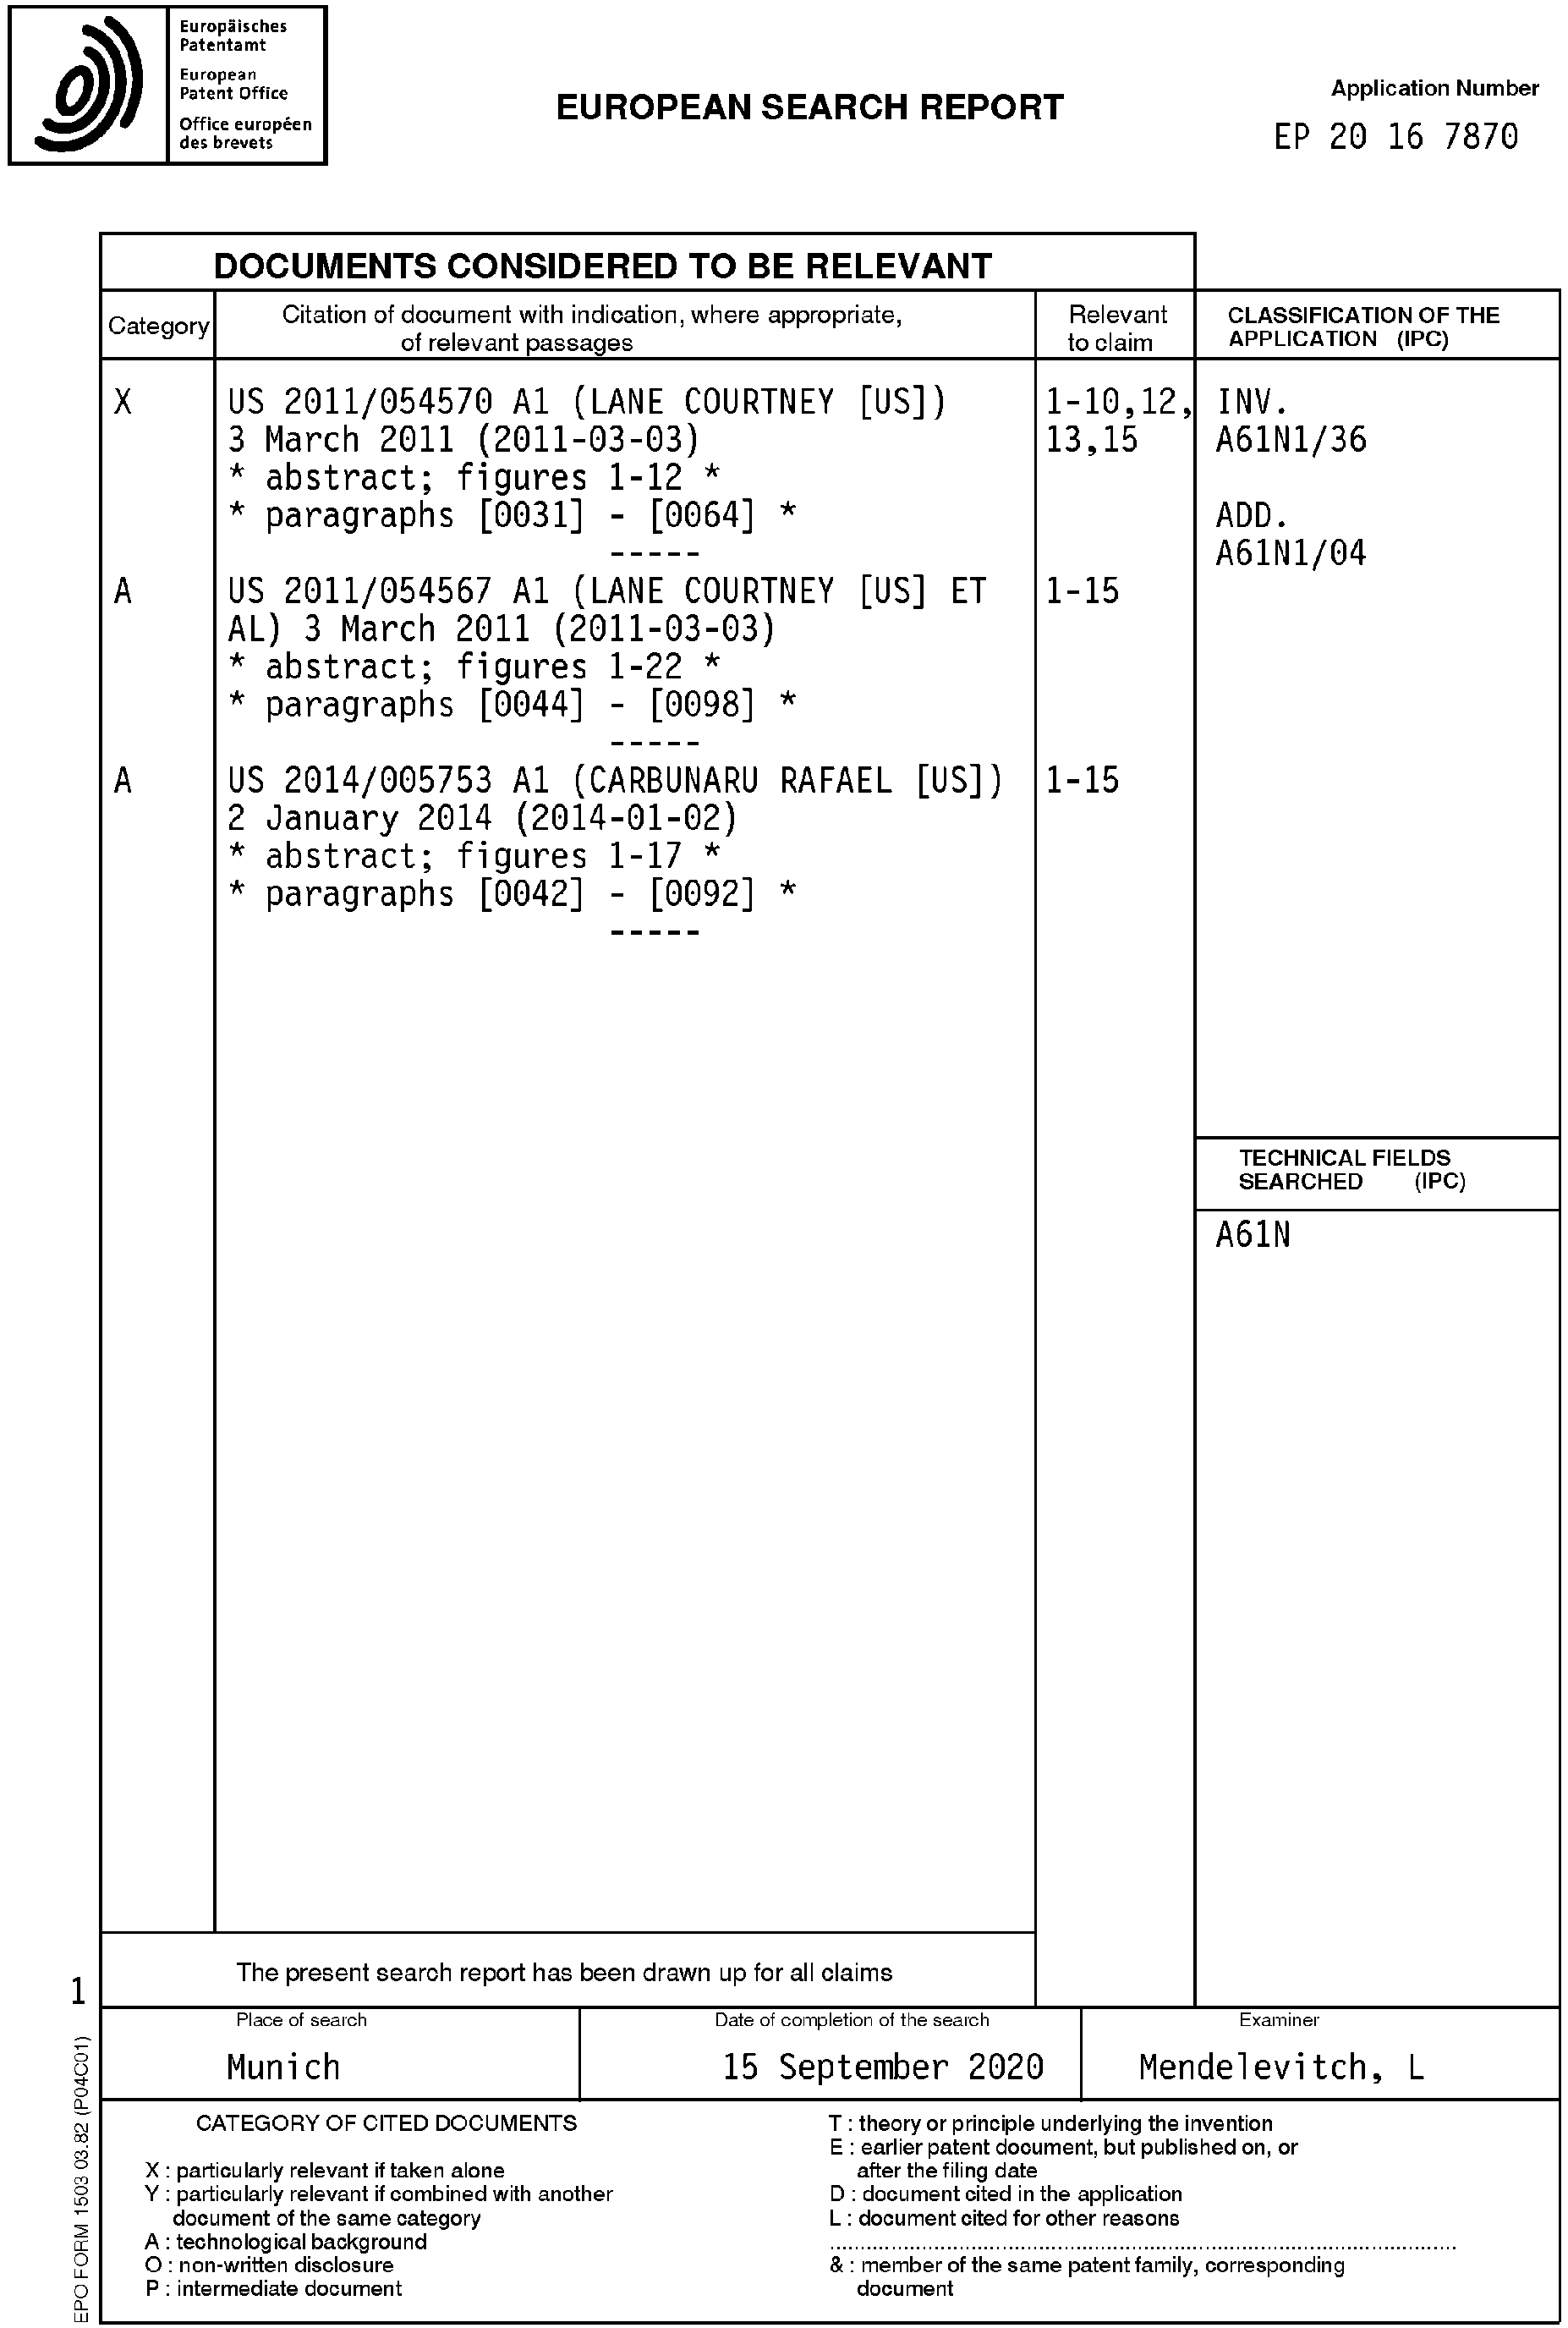 Europäisches
Patentamt
European
Patent Office
Office européen
des brevets
EUROPEAN SEARCH REPORT
Application Number
EP 20 16 7870
DOCUMENTS CONSIDERED TO BE RELEVANT
Category
Citation of document with indication, where appropriate,
of relevant passages
Relevant
to claim
CLASSIFICATION OF THE
APPLICATION (IPC)
X
US 2011/054570 A1 (LANE COURTNEY [US])
3 March 2011 (2011-03-03)
* abstract; figures 1-12 *
* paragraphs [0031] - [0064] *
-----
1-10,12,
13,15
A
US 2011/054567 A1 (LANE COURTNEY [US] ET
AL) 3 March 2011 (2011-03-03)
* abstract; figures 1-22 *
* paragraphs [0044] - [0098] *
-----
1-15
A
US 2014/005753 A1 (CARBUNARU RAFAEL [US])
2 January 2014 (2014-01-02)
* abstract; figures 1-17 *
* paragraphs [0042] - [0092] *
-----
1-15
INV.
A61N1/36
ADD.
A61N1/04
TECHNICAL FIELDS
SEARCHED (IPC)
A61N
The present search report has been drawn up for all claims
1
Place of search
Munich
Date of completion of the search
15 September 2020
Examiner
Mendelevitch, L
CATEGORY OF CITED DOCUMENTS
X : particularly relevant if taken alone
Y : particularly relevant if combined with another
document of the same category
A : technological background
O : non-written disclosure
P : intermediate document
T : theory or principle underlying the invention
E : earlier patent document, but published on, or
after the filing date
D : document cited in the application
L : document cited for other reasons
& : member of the same patent family, corresponding
document
EPO FORM 1503 03.82 (P04C01)